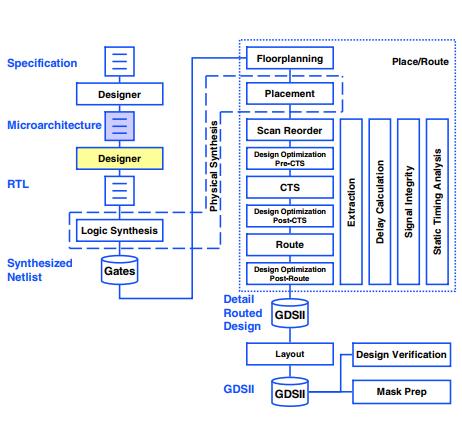 Specification
Designer
Microarchitecture
Designer
RTL
Logic Synthesis
Synthesized
Netlist
Gates
Physical Synthesis
Place/Route
Floorplanning
Placement
Scan Reorder
Design Optimization
Pre-CTS
CTS
Design Optimization
Post-CTS
Route
Design Optimization
Post-Route
Extraction
Delay Calculation
Signal Integrity
Static Timing Analysis
Detail
Routed
Design
GDSII
Layout
GDSII
GDSII
Design Verification
Mask Prep